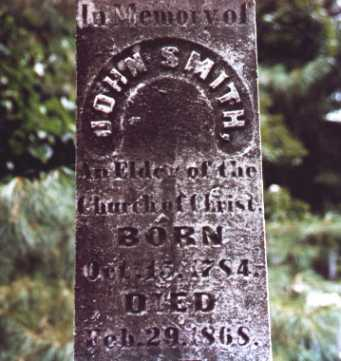 In Memory of
JOHN SMITH,
An Elder of the
Church of Christ.
BORN
Oct. 15. 1784.
DIED
Feb. 29. 1868.